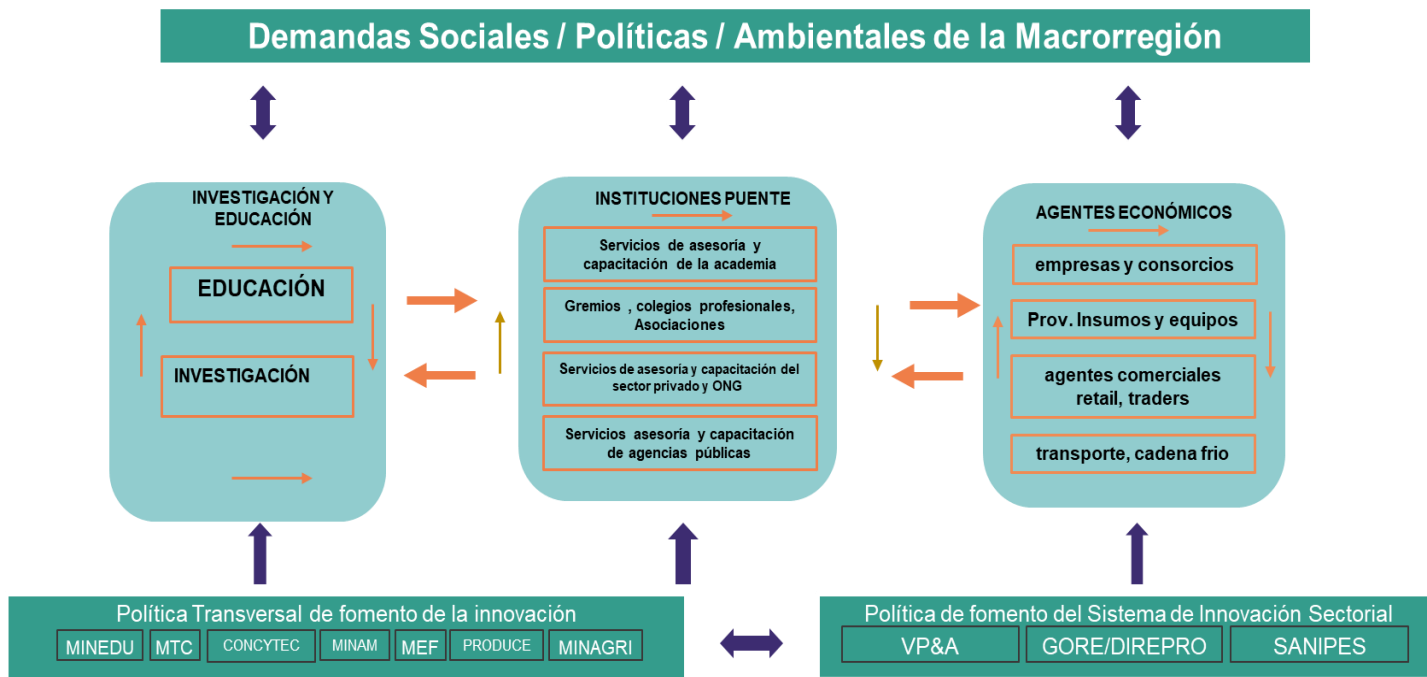 Demandas Sociales / Políticas / Ambientales de la Macrorregión
INVESTIGACIÓN Y
EDUCACIÓN
EDUCACIÓN
INVESTIGACIÓN
INSTITUCIONES PUENTE
Servicios de asesoría y
capacitación de la academia
Gremios , colegios profesionales,
Asociaciones
Servicios de asesoría y capacitación del
sector privado y ONG
Servicios asesoría y capacitación
de agencias públicas
AGENTES ECONÓMICOS
empresas y consorcios
Prov. Insumos y equipos
agentes comerciales
retail, traders
transporte, cadena frio
Política Transversal de fomento de la innovación
MINEDU MTC CONCYTEC MINAM MEF PRODUCE MINAGRI
Política de fomento del Sistema de Innovación Sectorial
VP&A GORE/DIREPRO SANIPES